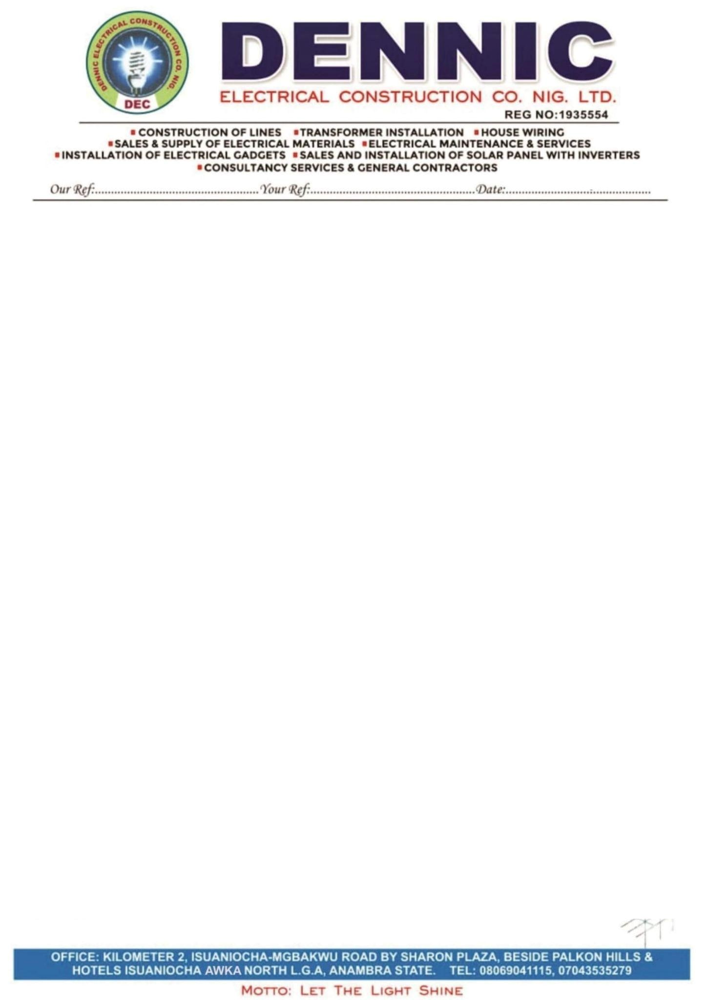 DENNIC ELECTRICAL CONSTRUCTION CO. NIG.
DEC
DENNIC
ELECTRICAL CONSTRUCTION CO. NIG. LTD.
REG NO:1935554
▪ CONSTRUCTION OF LINES ▪ TRANSFORMER INSTALLATION ▪ HOUSE WIRING
▪ SALES & SUPPLY OF ELECTRICAL MATERIALS ▪ ELECTRICAL MAINTENANCE & SERVICES
▪ INSTALLATION OF ELECTRICAL GADGETS ▪ SALES AND INSTALLATION OF SOLAR PANEL WITH INVERTERS
▪ CONSULTANCY SERVICES & GENERAL CONTRACTORS
Our Ref:.................................................. Your Ref:.................................................. Date:............................................
OFFICE: KILOMETER 2, ISUANIOCHA-MGBAKWU ROAD BY SHARON PLAZA, BESIDE PALKON HILLS &
HOTELS ISUANIOCHA AWKA NORTH L.G.A, ANAMBRA STATE. TEL: 08069041115, 07043535279
MOTTO: LET THE LIGHT SHINE